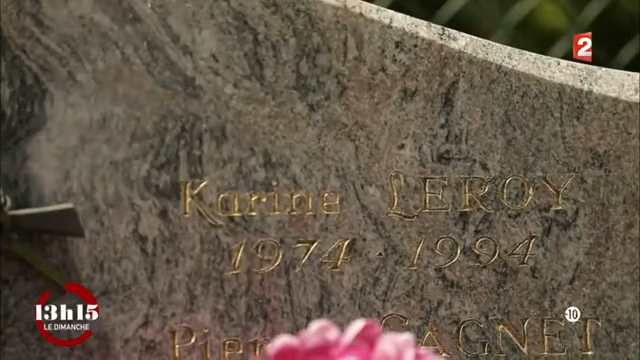 2
Karine LEROY
1974 - 1994
13h15
LE DIMANCHE
-10
GAGNET